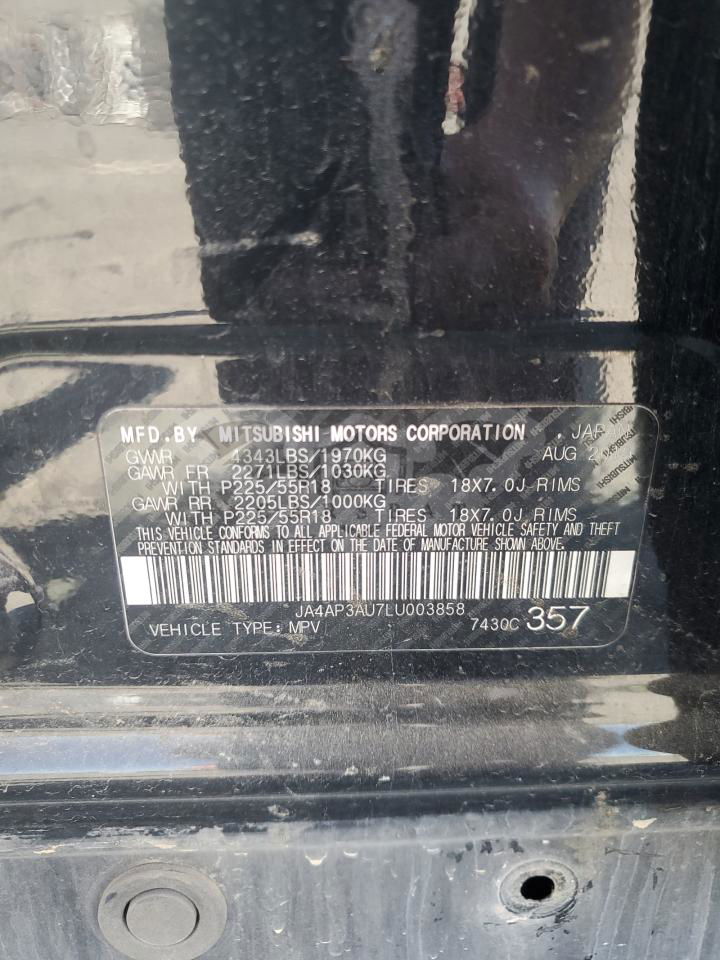 MFD.BY MITSUBISHI MOTORS CORPORATION , JAPAN
GVWR 4343LBS/1970KG AUG
GAWR FR 2271LBS/1030KG
WITH P225/55R18 TIRES 18X7.0J RIMS
GAWR RR 2205LBS/1000KG
WITH P225/55R18 TIRES 18X7.0J RIMS
THIS VEHICLE CONFORMS TO ALL APPLICABLE FEDERAL MOTOR VEHICLE SAFETY AND THEFT
PREVENTION STANDARDS IN EFFECT ON THE DATE OF MANUFACTURE SHOWN ABOVE.
JA4AP3AU7LU003858
VEHICLE TYPE: MPV 7430C 357